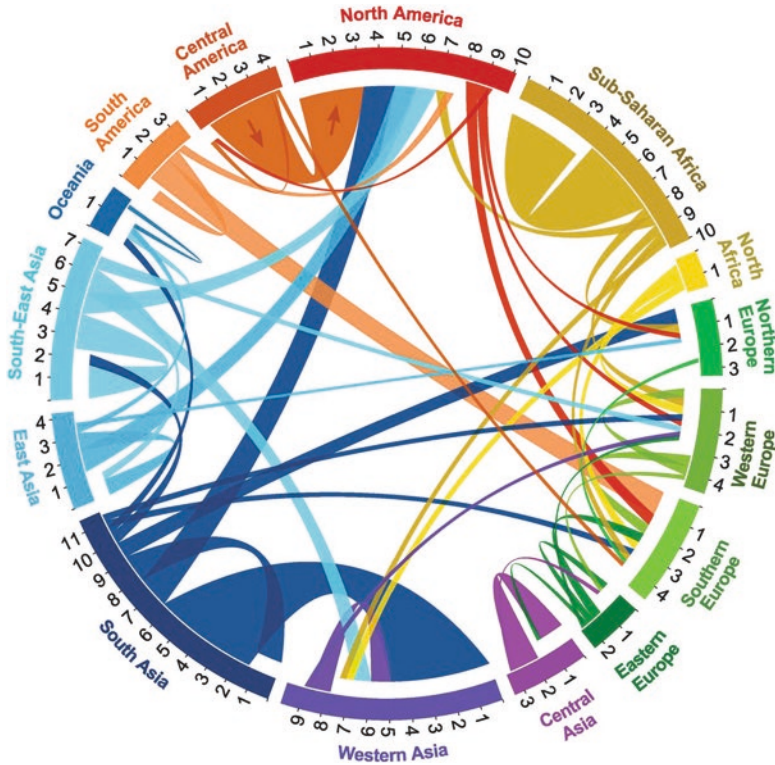 North America
1 2 3 4 5 6 7 8 9 10
Sub-Saharan Africa
1 2 3 4 5 6 7 8 9 10
North
Africa
1
Northern
Europe
1 2 3
Western
Europe
1 2 3 4
Southern
Europe
1 2 3 4
Eastern
Europe
1 2
Central
Asia
1 2 3
Western Asia
1 2 3 4 5 6 7 8 9
South Asia
1 2 3 4 5 6 7 8 9 10 11
East Asia
1 2 3 4
South-East Asia
1 2 3 4 5 6 7
Oceania
1
South
America
1 2 3
Central
America
1 2 3 4